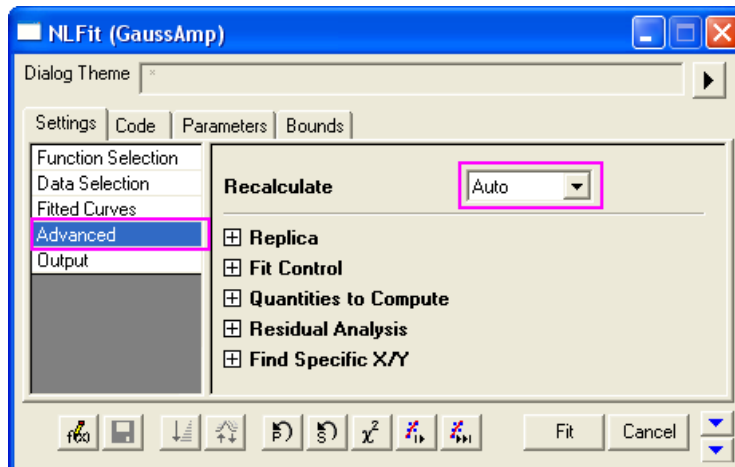 NLFit (GaussAmp)
Dialog Theme *
Settings Code Parameters Bounds
Function Selection
Data Selection
Fitted Curves
Advanced
Output
Recalculate Auto
Replica
Fit Control
Quantities to Compute
Residual Analysis
Find Specific X/Y
Fit Cancel